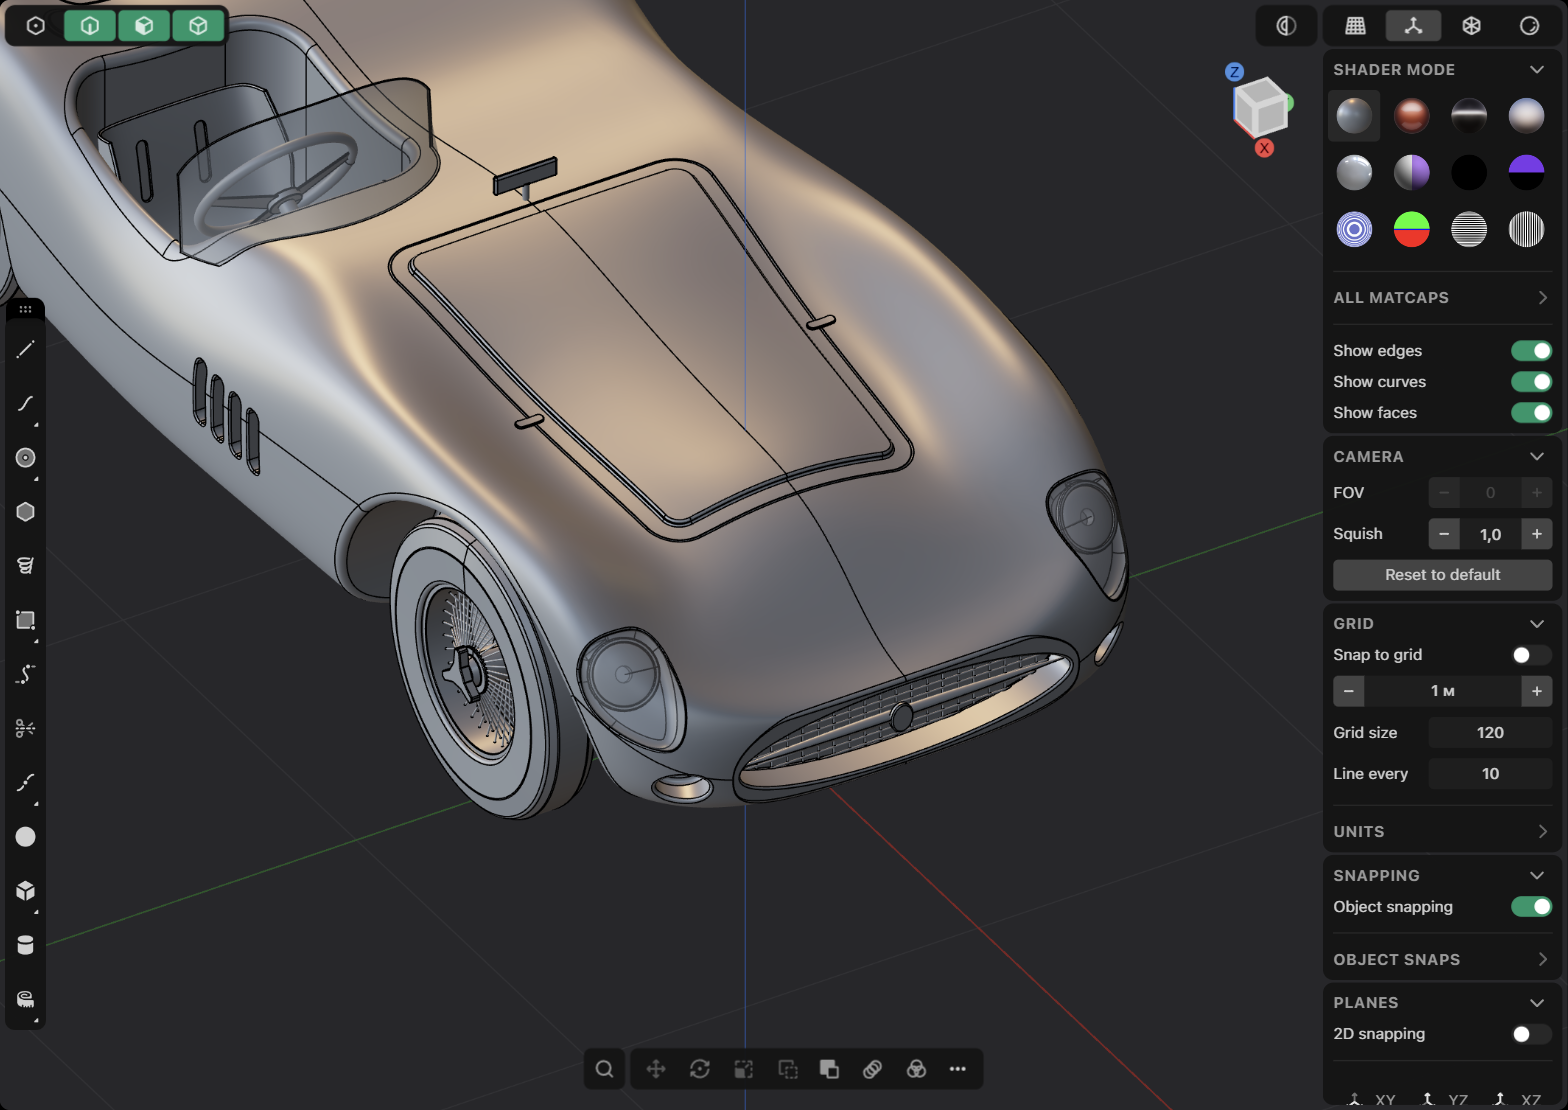 Z
X
SHADER MODE
ALL MATCAPS
Show edges
Show curves
Show faces
CAMERA
FOV − 0 +
Squish − 1,0 +
Reset to default
GRID
Snap to grid
− 1 м +
Grid size 120
Line every 10
UNITS
SNAPPING
Object snapping
OBJECT SNAPS
PLANES
2D snapping
XY YZ XZ